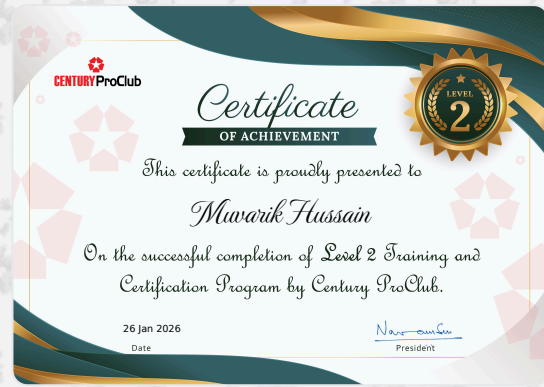 CENTURY ProClub
LEVEL
2
Certificate
OF ACHIEVEMENT
This certificate is proudly presented to
Muvarik Hussain
On the successful completion of Level 2 Training and
Certification Program by Century ProClub.
26 Jan 2026
Date
President